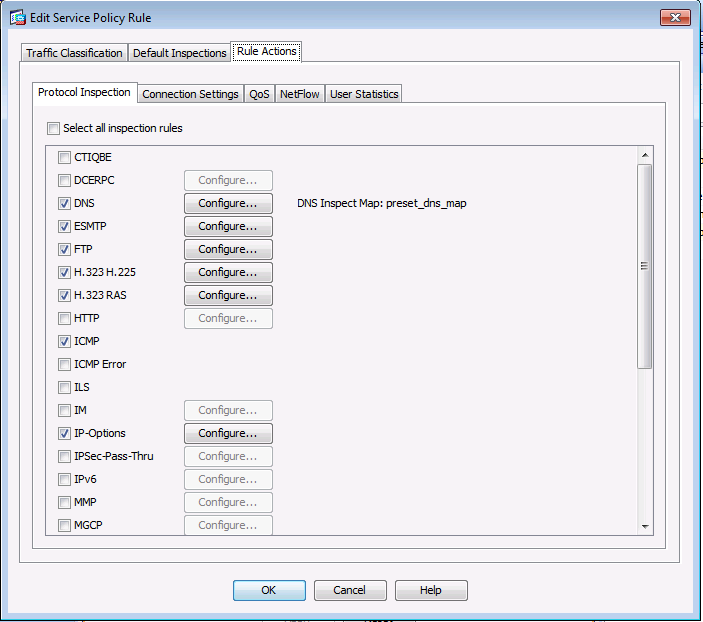 Edit Service Policy Rule
Traffic Classification Default Inspections Rule Actions
Protocol Inspection Connection Settings QoS NetFlow User Statistics
Select all inspection rules
CTIQBE
DCERPC Configure...
DNS Configure... DNS Inspect Map: preset_dns_map
ESMTP Configure...
FTP Configure...
H.323 H.225 Configure...
H.323 RAS Configure...
HTTP Configure...
ICMP
ICMP Error
ILS
IM Configure...
IP-Options Configure...
IPSec-Pass-Thru Configure...
IPv6 Configure...
MMP Configure...
MGCP Configure...
OK Cancel Help